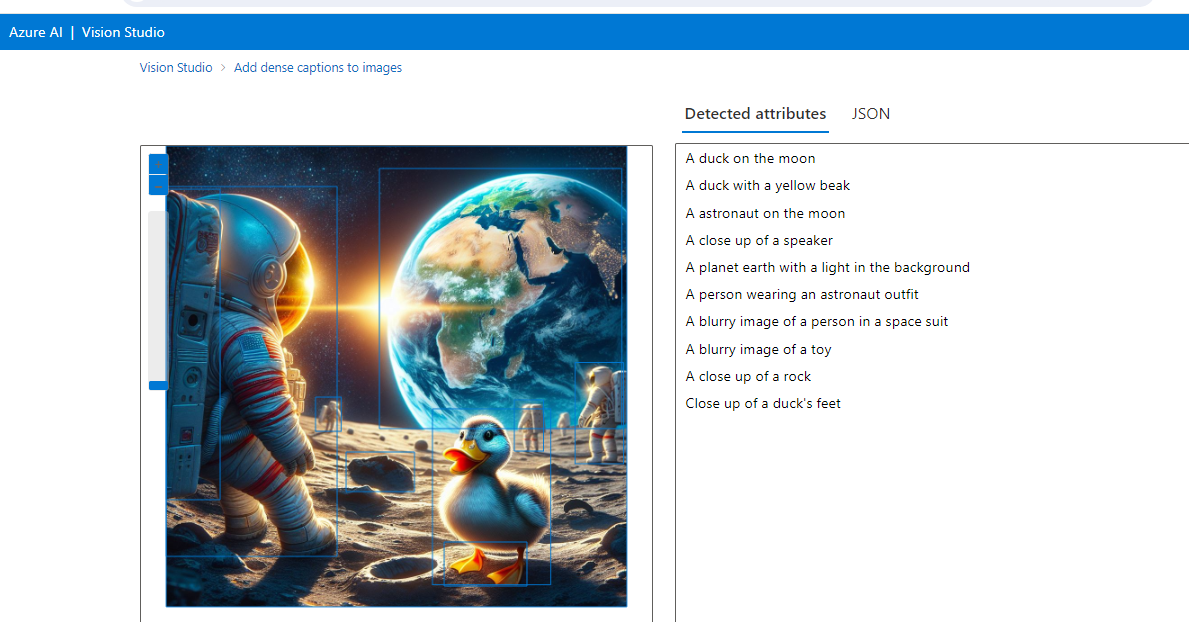 Azure AI | Vision Studio
Vision Studio > Add dense captions to images
Detected attributes JSON
A duck on the moon
A duck with a yellow beak
A astronaut on the moon
A close up of a speaker
A planet earth with a light in the background
A person wearing an astronaut outfit
A blurry image of a person in a space suit
A blurry image of a toy
A close up of a rock
Close up of a duck's feet